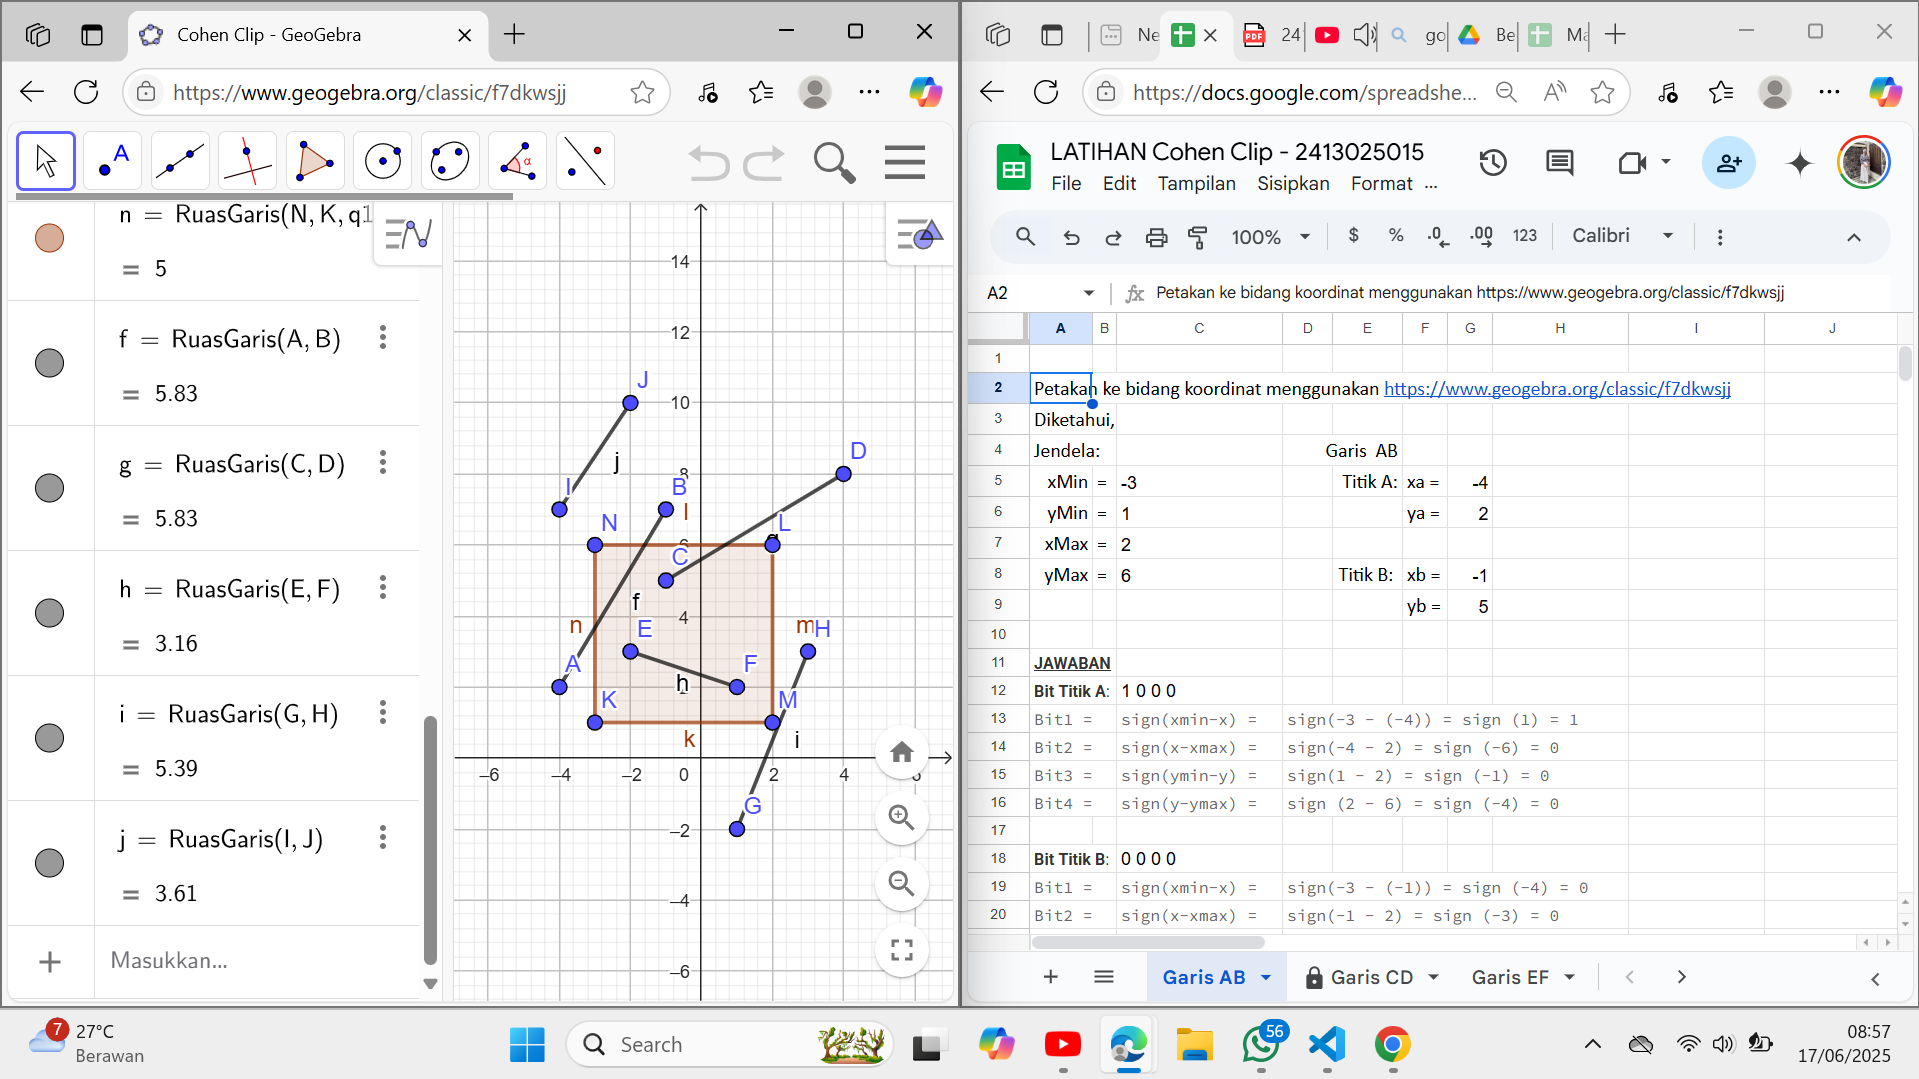 Cohen Clip - GeoGebra
https://www.geogebra.org/classic/f7dkwsjj
A
α
n = RuasGaris(N, K, q1
= 5
f = RuasGaris(A, B)
= 5.83
g = RuasGaris(C, D)
= 5.83
h = RuasGaris(E, F)
= 3.16
i = RuasGaris(G, H)
= 5.39
j = RuasGaris(I, J)
= 3.61
Masukkan...
14
12
J
10
j
D
8
I
B
l
N
L
6
C
f
n
4
E
mH
A
F
h
K
M
k
i
–6
–4
–2
0
2
4
G
–2
–4
–6
Ne
24
go
Be
Ma
https://docs.google.com/spreadshe...
LATIHAN Cohen Clip - 2413025015
File Edit Tampilan Sisipkan Format ...
100% $ % .0 .00 123 Calibri
A2 fx Petakan ke bidang koordinat menggunakan https://www.geogebra.org/classic/f7dkwsjj
A B C D E F G H I J
1
2 Petakan ke bidang koordinat menggunakan https://www.geogebra.org/classic/f7dkwsjj
3 Diketahui,
4 Jendela: Garis AB
5 xMin = -3 Titik A: xa = -4
6 yMin = 1 ya = 2
7 xMax = 2
8 yMax = 6 Titik B: xb = -1
9 yb = 5
10
11 JAWABAN
12 Bit Titik A: 1 0 0 0
13 Bit1 = sign(xmin-x) = sign(-3 - (-4)) = sign (1) = 1
14 Bit2 = sign(x-xmax) = sign(-4 - 2) = sign (-6) = 0
15 Bit3 = sign(ymin-y) = sign(1 - 2) = sign (-1) = 0
16 Bit4 = sign(y-ymax) = sign (2 - 6) = sign (-4) = 0
17
18 Bit Titik B: 0 0 0 0
19 Bit1 = sign(xmin-x) = sign(-3 - (-1)) = sign (-4) = 0
20 Bit2 = sign(x-xmax) = sign(-1 - 2) = sign (-3) = 0
Garis AB Garis CD Garis EF
7
27°C
Berawan
Search
56
08:57
17/06/2025